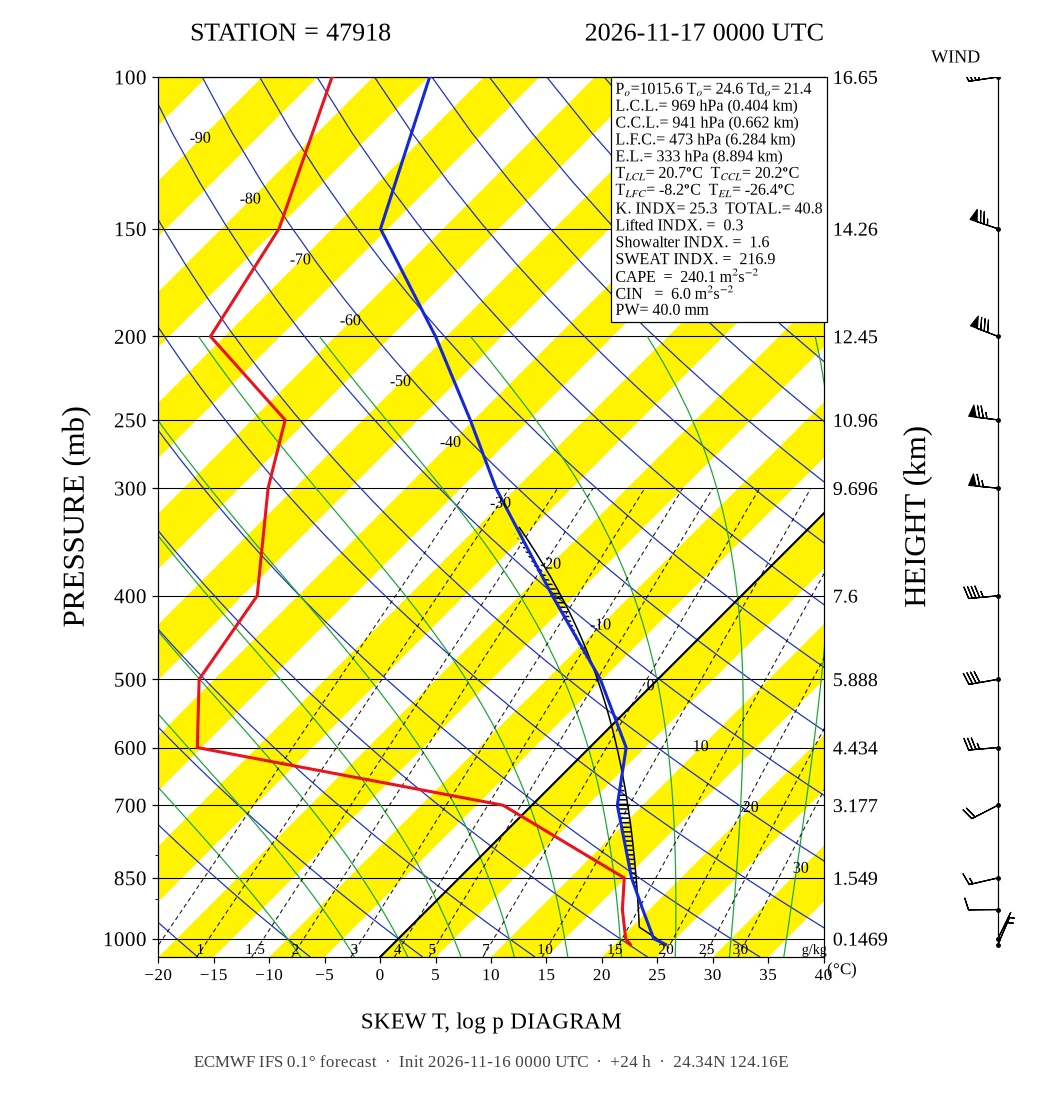 STATION = 47918 2026-11-17 0000 UTC
WIND
100 16.65
Pₒ=1015.6 Tₒ= 24.6 Tdₒ= 21.4
L.C.L.= 969 hPa (0.404 km)
C.C.L.= 941 hPa (0.662 km)
L.F.C.= 473 hPa (6.284 km)
E.L.= 333 hPa (8.894 km)
T_LCL= 20.7°C T_CCL= 20.2°C
T_LFC= -8.2°C T_EL= -26.4°C
K. INDX= 25.3 TOTAL.= 40.8
Lifted INDX. = 0.3
Showalter INDX. = 1.6
SWEAT INDX. = 216.9
CAPE = 240.1 m²s⁻²
CIN = 6.0 m²s⁻²
PW= 40.0 mm
-90
-80
150 14.26
-70
-60
200 12.45
-50
250 10.96
-40
300 9.696
-30
-20
400 7.6
-10
500 5.888
0
600 10 4.434
700 20 3.177
850 30 1.549
1000 0.1469
1 1.5 2 3 4 5 7 10 15 20 25 30 g/kg
−20 −15 −10 −5 0 5 10 15 20 25 30 35 40 (°C)
PRESSURE (mb)
HEIGHT (km)
SKEW T, log p DIAGRAM
ECMWF IFS 0.1° forecast · Init 2026-11-16 0000 UTC · +24 h · 24.34N 124.16E